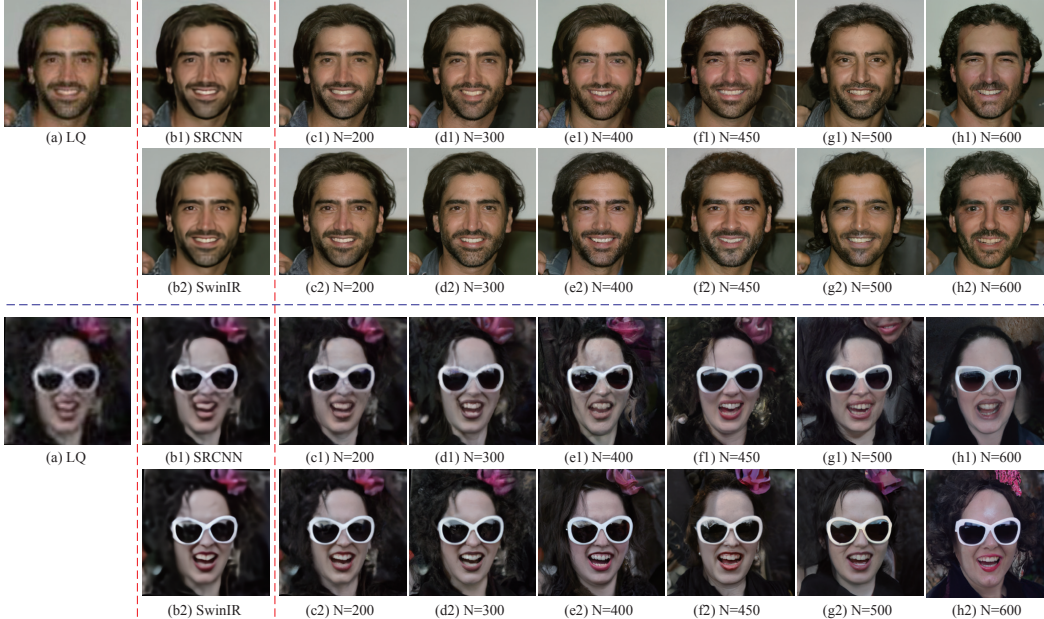 (a) LQ (b1) SRCNN (c1) N=200 (d1) N=300 (e1) N=400 (f1) N=450 (g1) N=500 (h1) N=600
(b2) SwinIR (c2) N=200 (d2) N=300 (e2) N=400 (f2) N=450 (g2) N=500 (h2) N=600
(a) LQ (b1) SRCNN (c1) N=200 (d1) N=300 (e1) N=400 (f1) N=450 (g1) N=500 (h1) N=600
(b2) SwinIR (c2) N=200 (d2) N=300 (e2) N=400 (f2) N=450 (g2) N=500 (h2) N=600